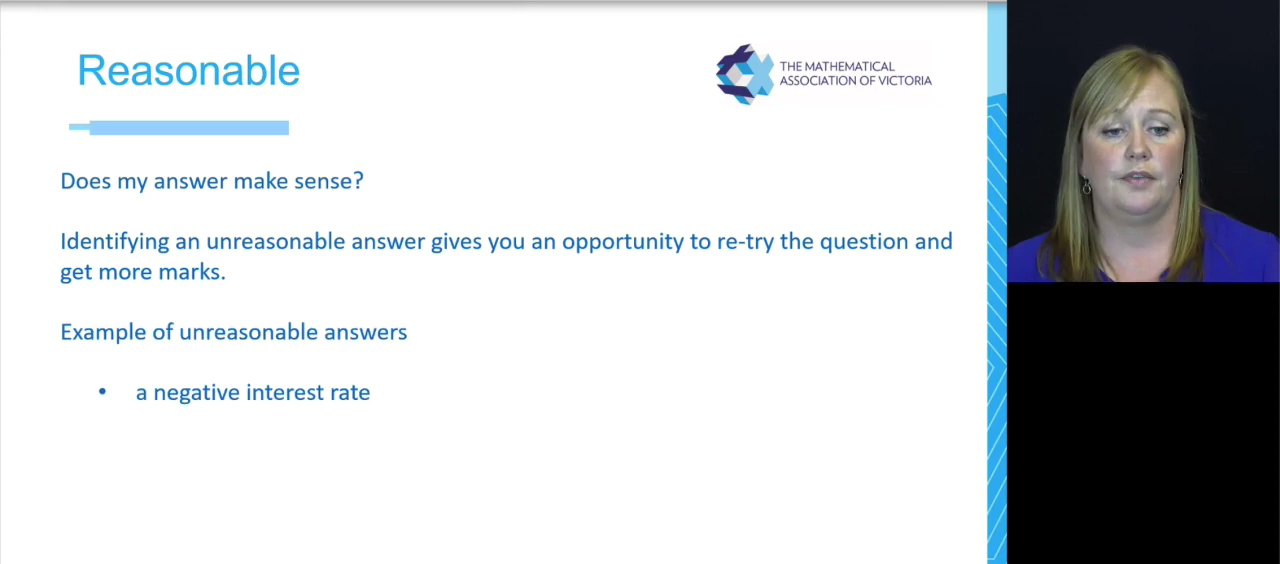 Reasonable
THE MATHEMATICAL
ASSOCIATION OF VICTORIA
Does my answer make sense?
Identifying an unreasonable answer gives you an opportunity to re-try the question and
get more marks.
Example of unreasonable answers
• a negative interest rate